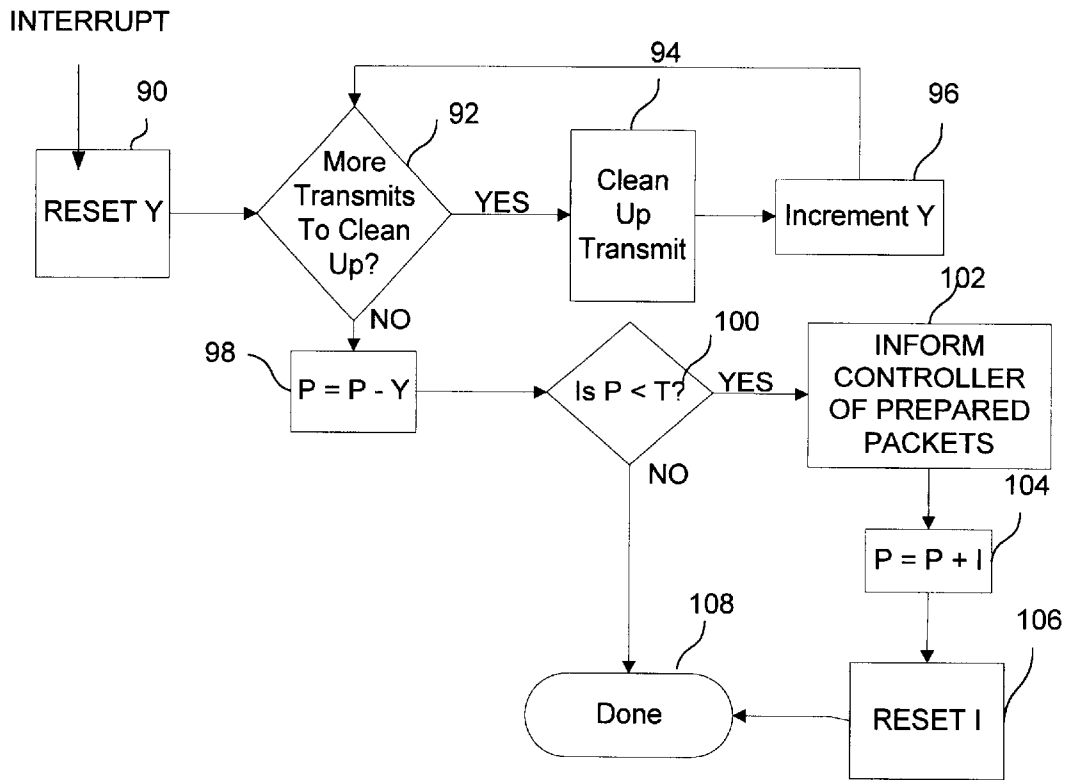 INTERRUPT
90
RESET Y
92
More
Transmits
To Clean
Up?
YES
94
Clean
Up
Transmit
96
Increment Y
NO
98
P = P - Y
100
Is P < T?
YES
102
INFORM
CONTROLLER
OF PREPARED
PACKETS
NO
104
P = P + I
106
RESET I
108
Done